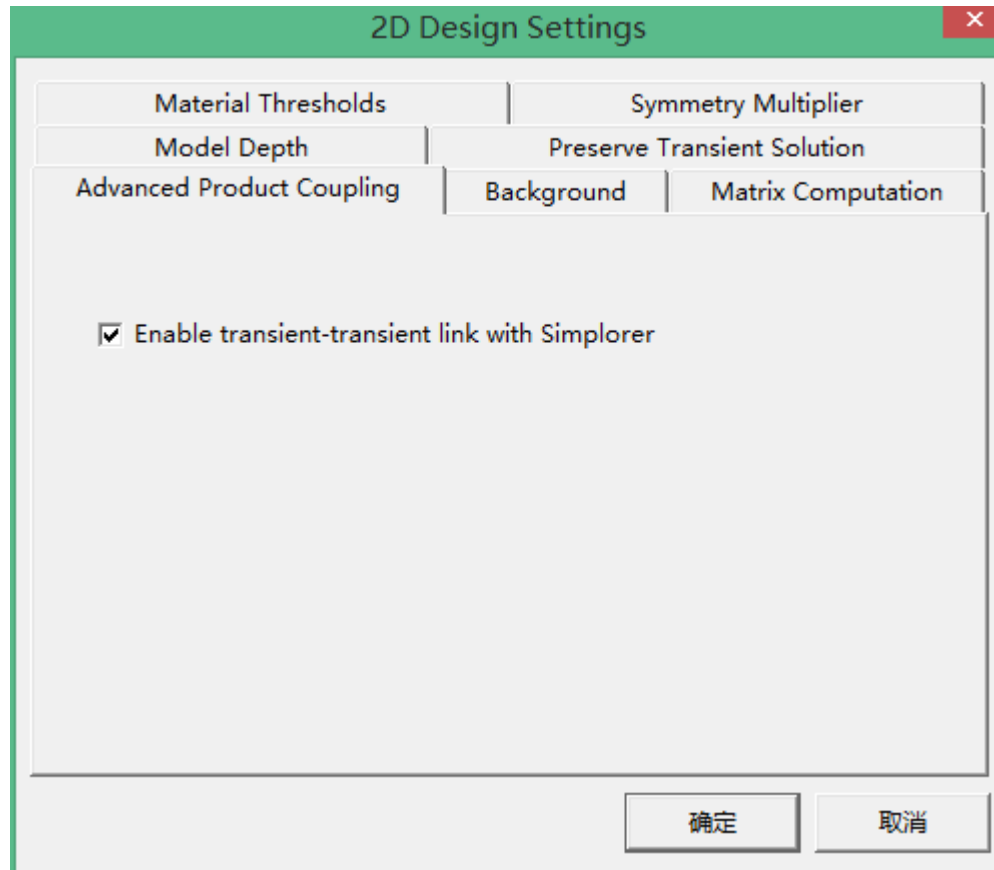 2D Design Settings
Material Thresholds Symmetry Multiplier
Model Depth Preserve Transient Solution
Advanced Product Coupling Background Matrix Computation
Enable transient-transient link with Simplorer
确定 取消